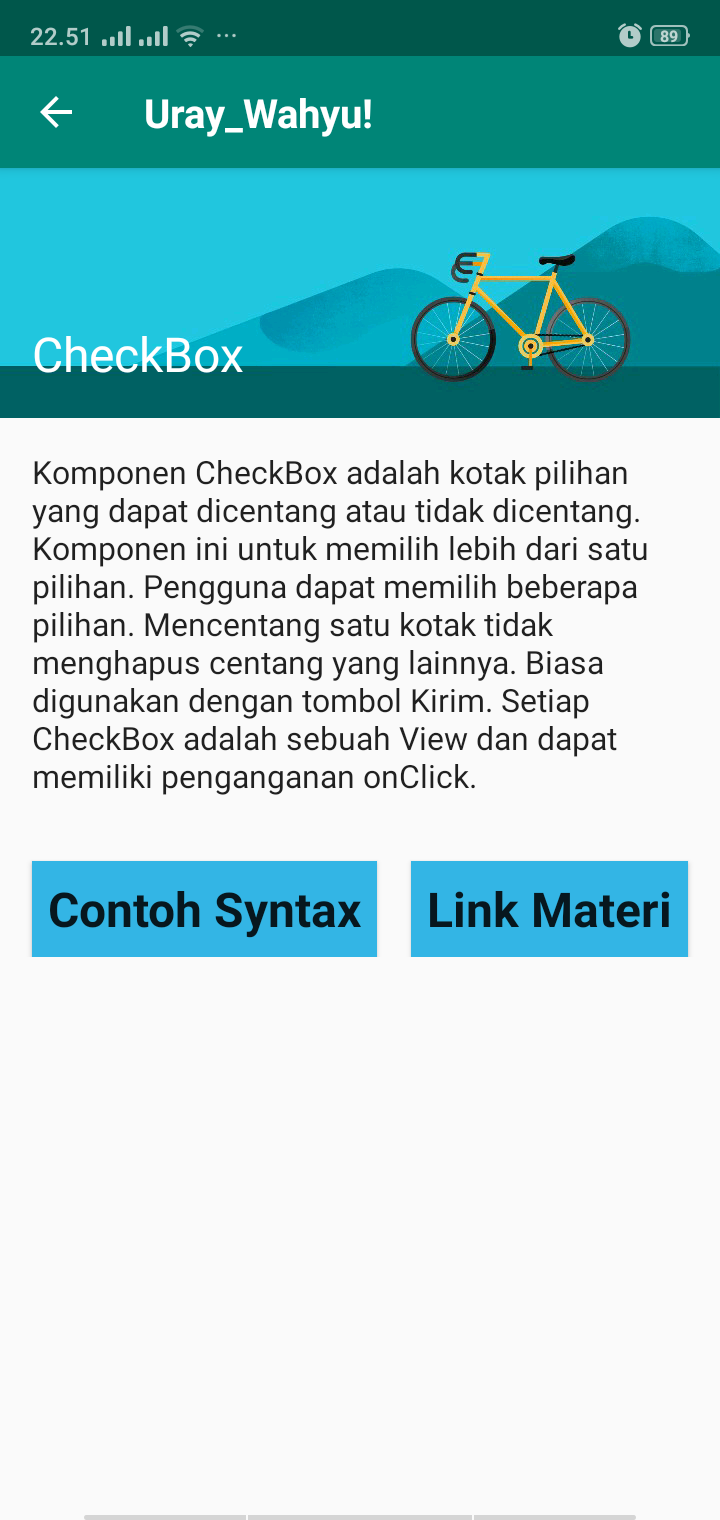 22.51
89
Uray_Wahyu!
CheckBox
Komponen CheckBox adalah kotak pilihan
yang dapat dicentang atau tidak dicentang.
Komponen ini untuk memilih lebih dari satu
pilihan. Pengguna dapat memilih beberapa
pilihan. Mencentang satu kotak tidak
menghapus centang yang lainnya. Biasa
digunakan dengan tombol Kirim. Setiap
CheckBox adalah sebuah View dan dapat
memiliki penganganan onClick.
Contoh Syntax
Link Materi